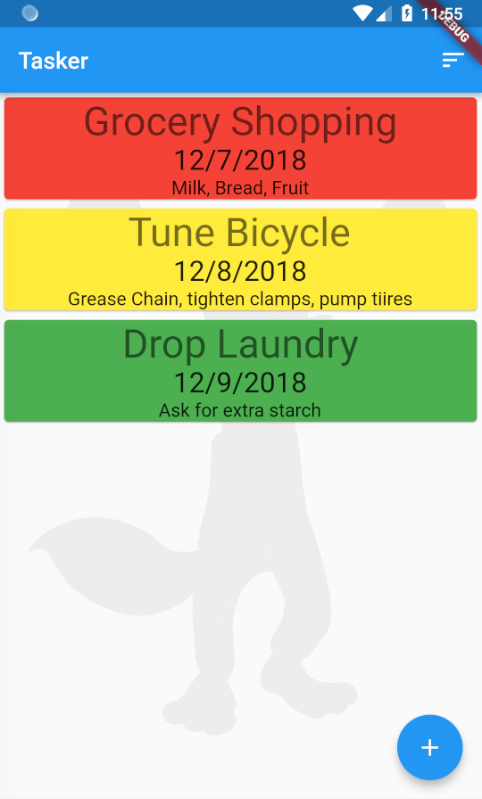 11:55
DEBUG
Tasker
Grocery Shopping
12/7/2018
Milk, Bread, Fruit
Tune Bicycle
12/8/2018
Grease Chain, tighten clamps, pump tiires
Drop Laundry
12/9/2018
Ask for extra starch
+